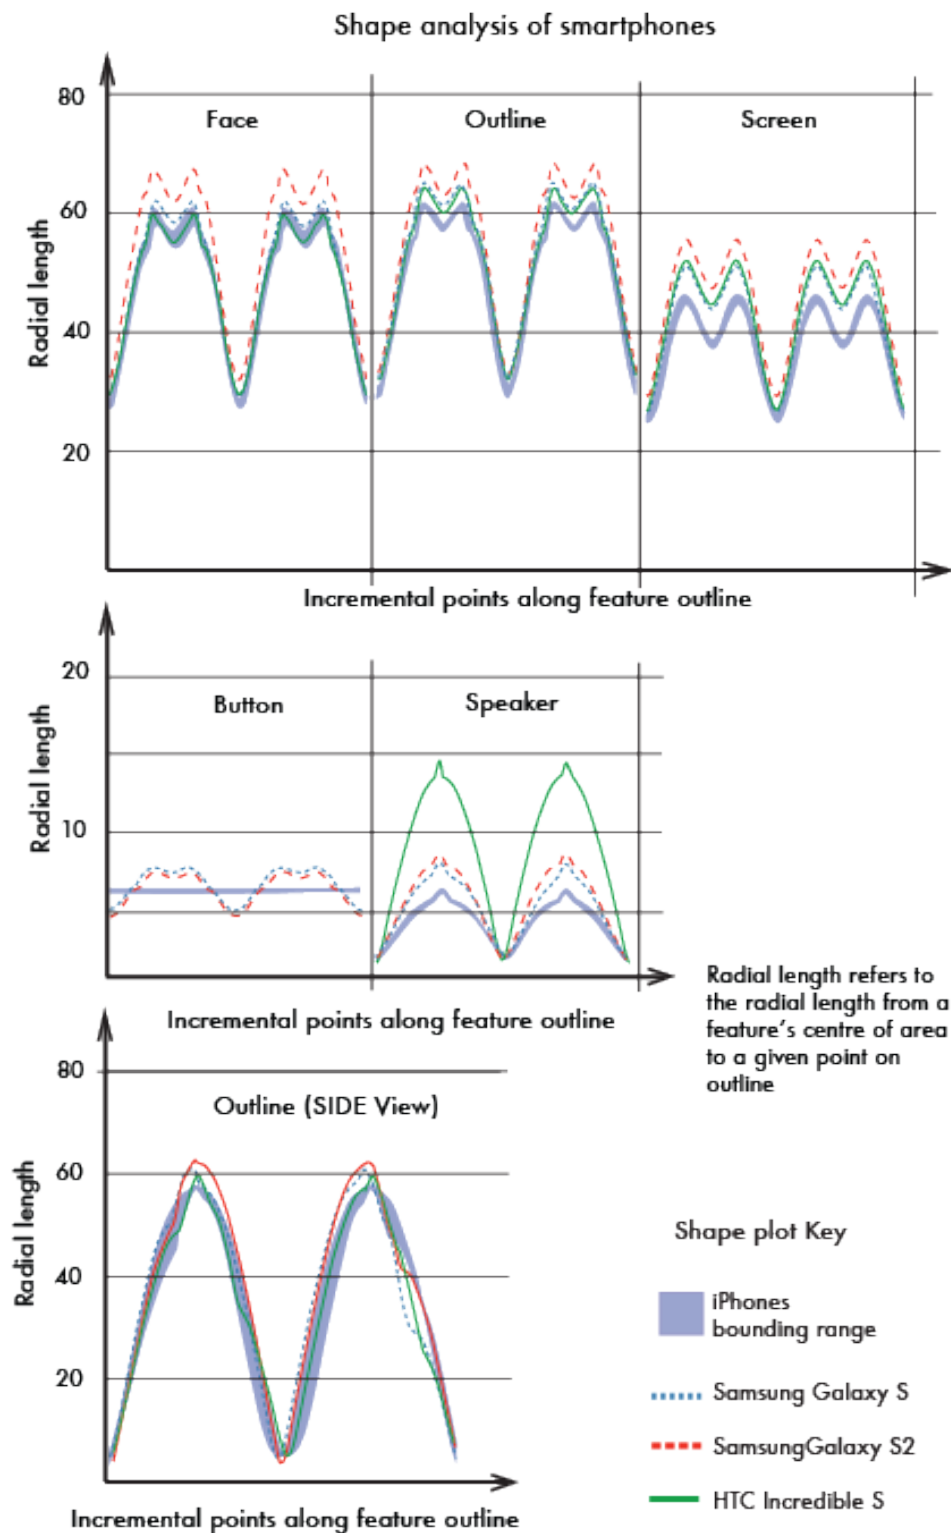 Shape analysis of smartphones
80
Face
Outline
Screen
60
Radial length
40
20
Incremental points along feature outline
20
Button
Speaker
Radial length
10
Radial length refers to
the radial length from a
feature's centre of area
to a given point on
outline
Incremental points along feature outline
80
Outline (SIDE View)
60
Radial length
40
20
Incremental points along feature outline
Shape plot Key
iPhones
bounding range
Samsung Galaxy S
SamsungGalaxy S2
HTC Incredible S